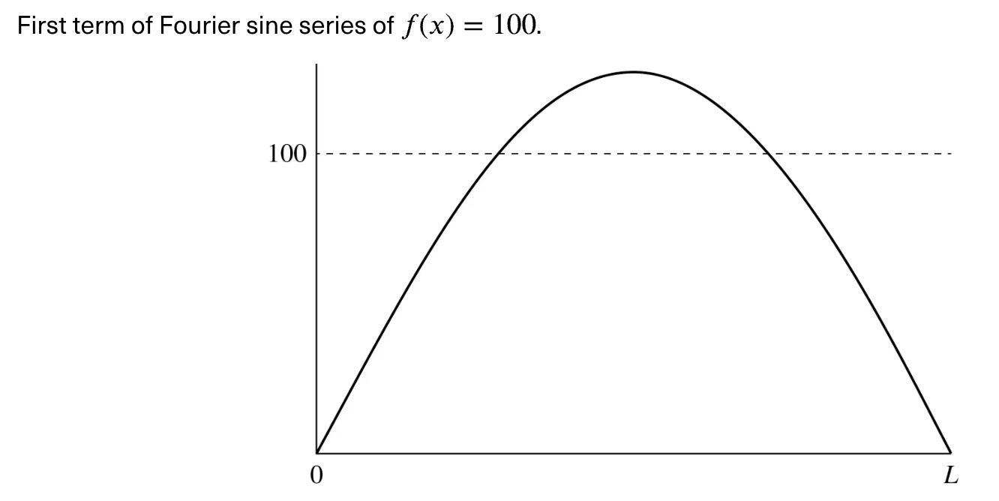 First term of Fourier sine series of f(x) = 100.
100
0
L